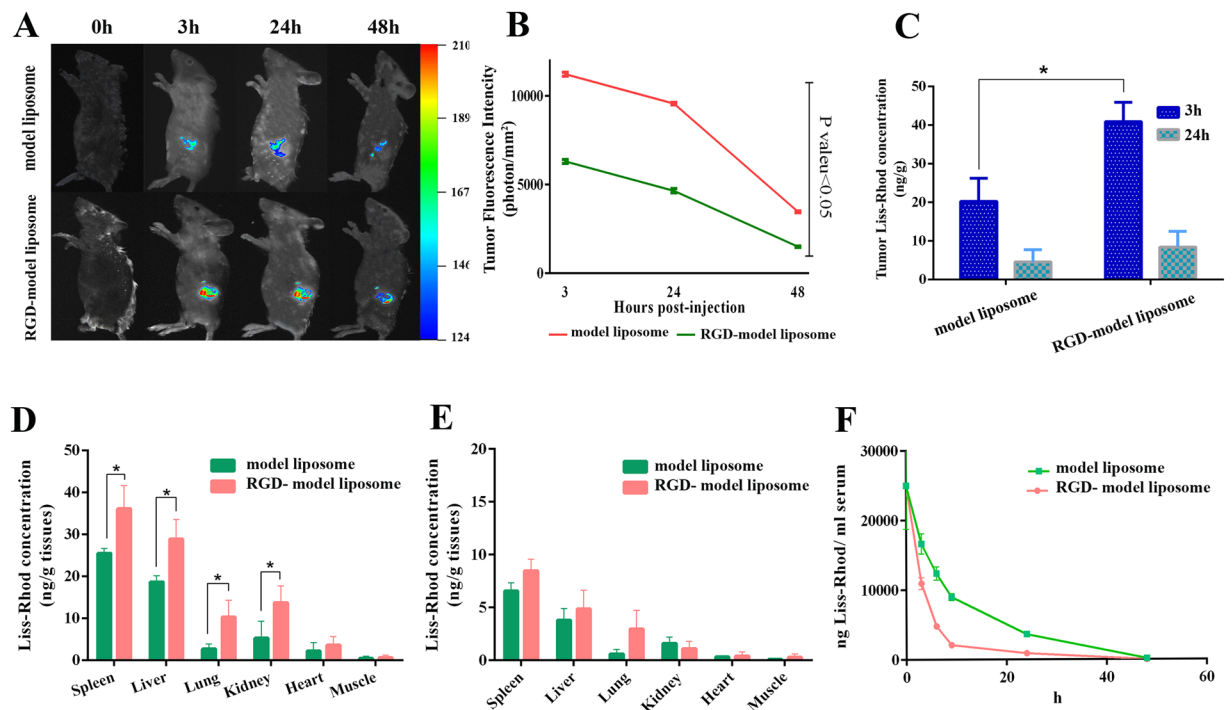 A
0h 3h 24h 48h
model liposome
RGD-model liposome
210
189
167
146
124
B
Tumor Fluorescence Intencity
(photon/mm²)
10000
5000
0
3 24 48
Hours post-injection
P valeu<0.05
model liposome RGD-model liposome
C
Tumor Liss-Rhod concentration
(ng/g)
50
40
30
20
10
0
*
3h
24h
model liposome
RGD-model liposome
D
Liss-Rhod concentration
(ng/g tissues)
50
40
30
20
10
0
model liposome
RGD- model liposome
*
*
*
*
Spleen Liver Lung Kidney Heart Muscle
E
Liss-Rhod concentration
(ng/g tissues)
20
15
10
5
0
model liposome
RGD- model liposome
Spleen Liver Lung Kidney Heart Muscle
F
ng Liss-Rhod/ ml serum
30000
20000
10000
0
model liposome
RGD- model liposome
0 20 40 60
h